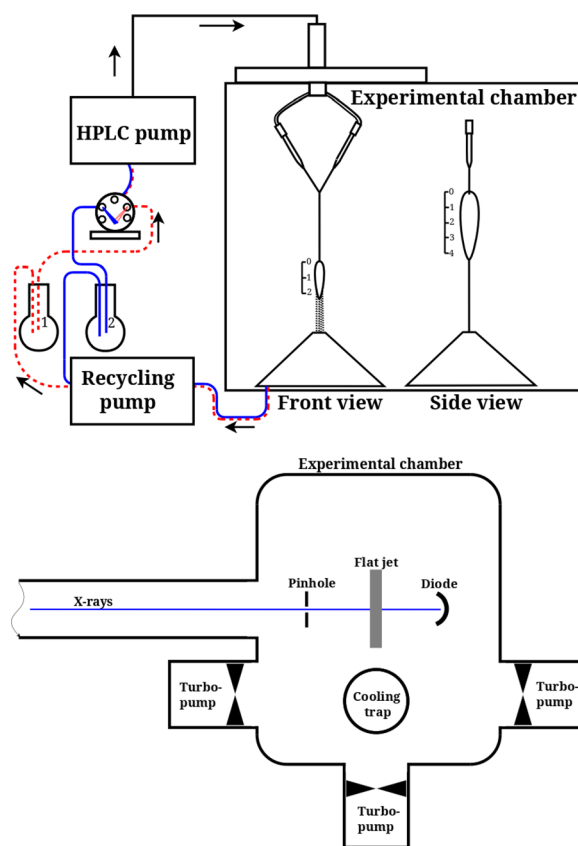 Experimental chamber
HPLC pump
0
1
2
3
4
0
1
2
1
2
Recycling
pump
Front view
Side view
Experimental chamber
Flat jet
Pinhole
Diode
X-rays
Turbo-
pump
Cooling
trap
Turbo-
pump
Turbo-
pump